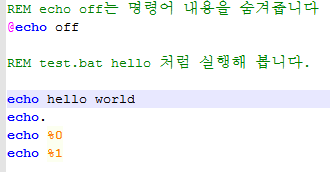 REM echo off는 명령어 내용을 숨겨줍니다
@echo off
REM test.bat hello 처럼 실행해 봅니다.
echo hello world
echo.
echo %0
echo %1